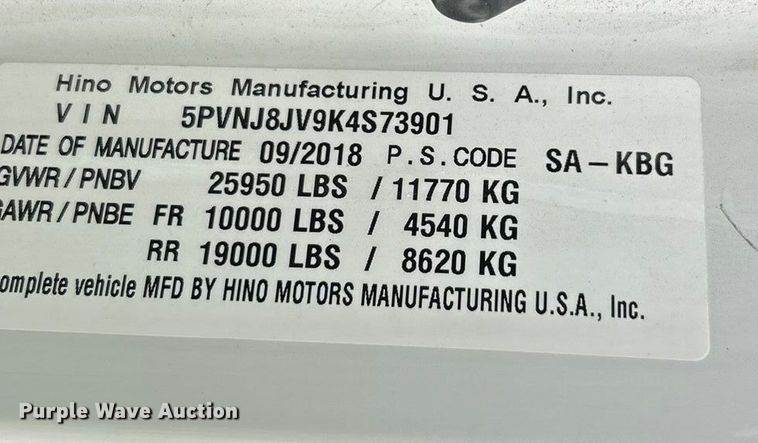 Hino Motors Manufacturing U. S. A., Inc.
VIN 5PVNJ8JV9K4S73901
DATE OF MANUFACTURE 09/2018 P.S.CODE SA-KBG
GVWR/PNBV 25950 LBS / 11770 KG
GAWR/PNBE FR 10000 LBS / 4540 KG
RR 19000 LBS / 8620 KG
omplete vehicle MFD BY HINO MOTORS MANUFACTURING U.S.A., Inc.
Purple Wave Auction